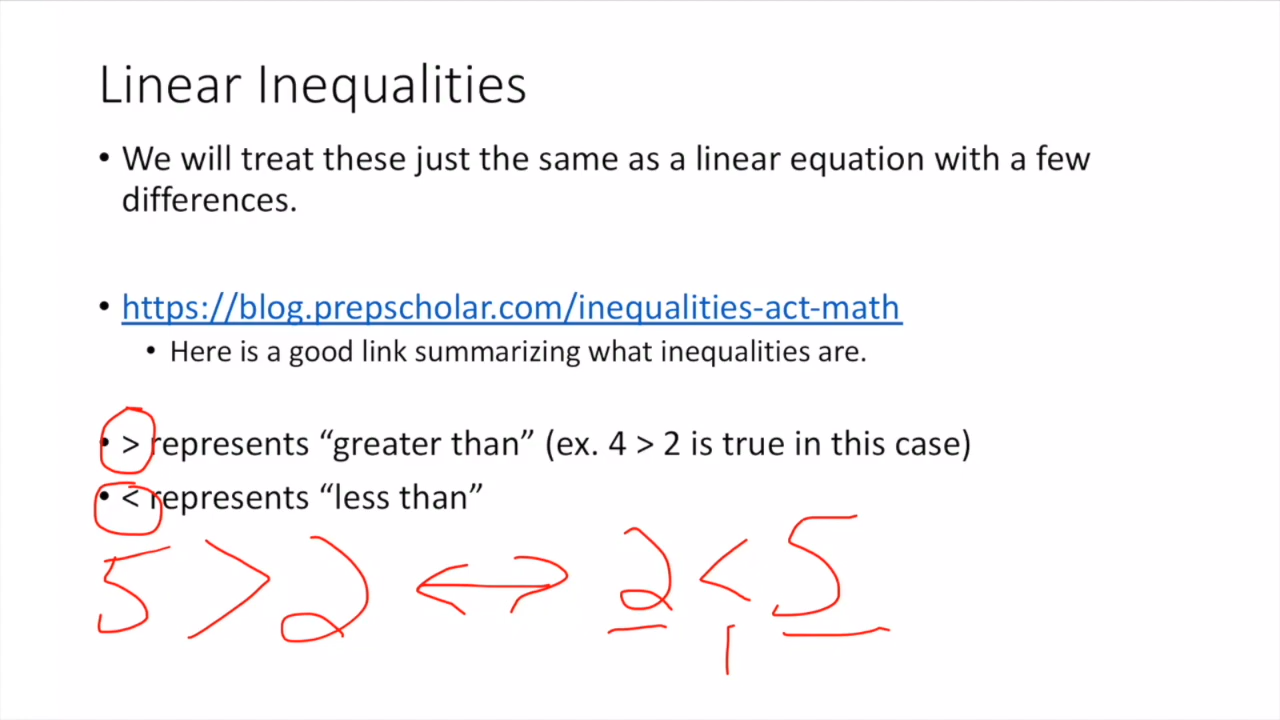 Linear Inequalities
• We will treat these just the same as a linear equation with a few
differences.
• https://blog.prepscholar.com/inequalities-act-math
• Here is a good link summarizing what inequalities are.
• > represents “greater than” (ex. 4 > 2 is true in this case)
• < represents “less than”
5 > 2 ↔ 2 < 5